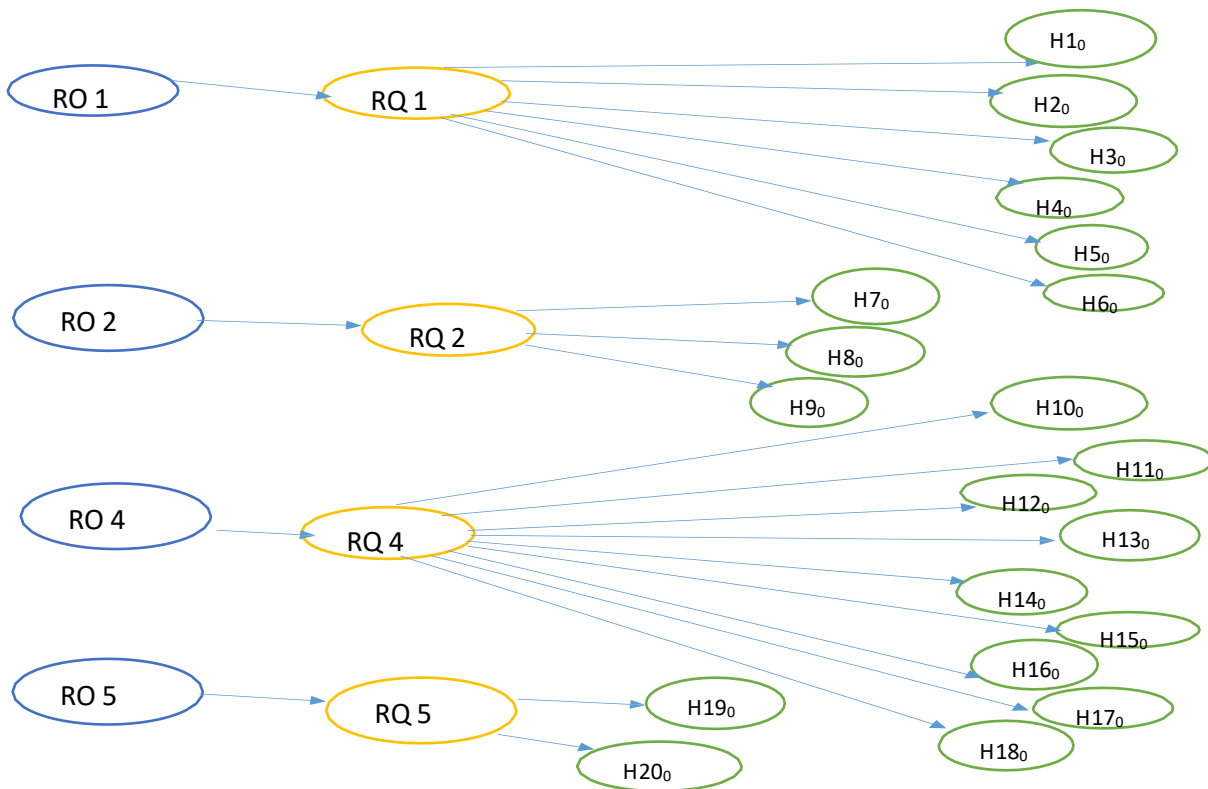 RO 1
RQ 1
H1₀
H2₀
H3₀
H4₀
H5₀
H6₀
RO 2
RQ 2
H7₀
H8₀
H9₀
RO 4
RQ 4
H10₀
H11₀
H12₀
H13₀
H14₀
H15₀
H16₀
H17₀
H18₀
RO 5
RQ 5
H19₀
H20₀